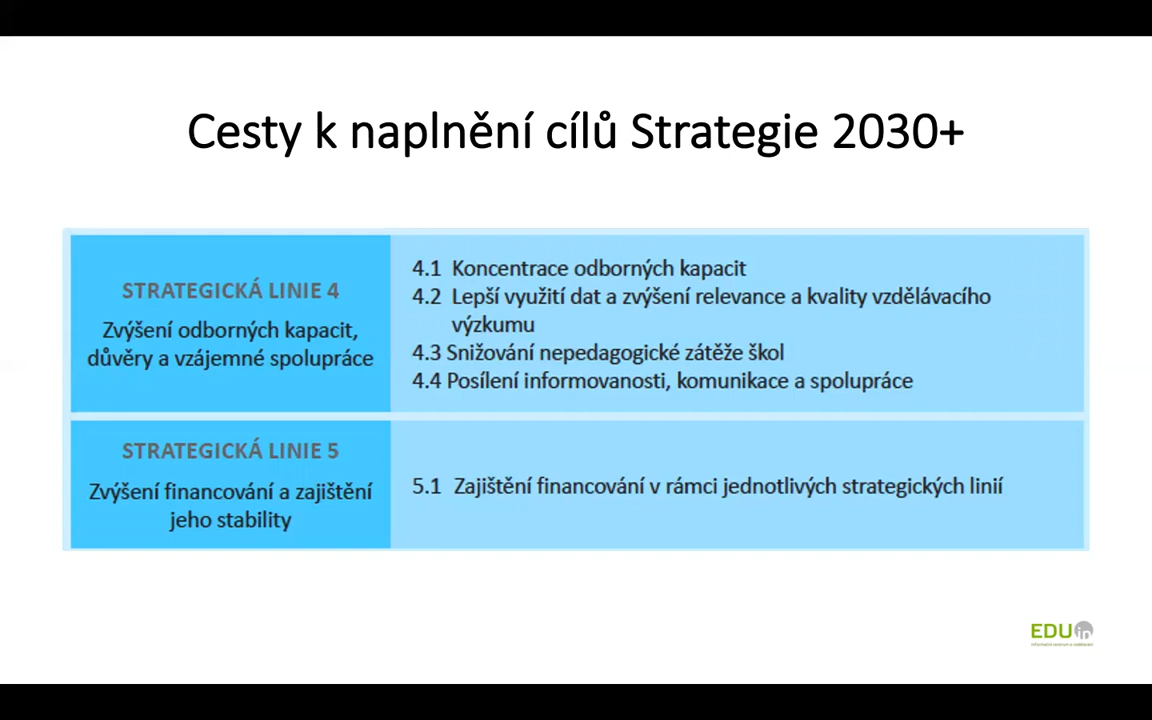 Cesty k naplnění cílů Strategie 2030+
STRATEGICKÁ LINIE 4
Zvýšení odborných kapacit,
důvěry a vzájemné spolupráce
4.1 Koncentrace odborných kapacit
4.2 Lepší využití dat a zvýšení relevance a kvality vzdělávacího
výzkumu
4.3 Snižování nepedagogické zátěže škol
4.4 Posílení informovanosti, komunikace a spolupráce
STRATEGICKÁ LINIE 5
Zvýšení financování a zajištění
jeho stability
5.1 Zajištění financování v rámci jednotlivých strategických linií
EDUin
informační centrum o vzdělávání